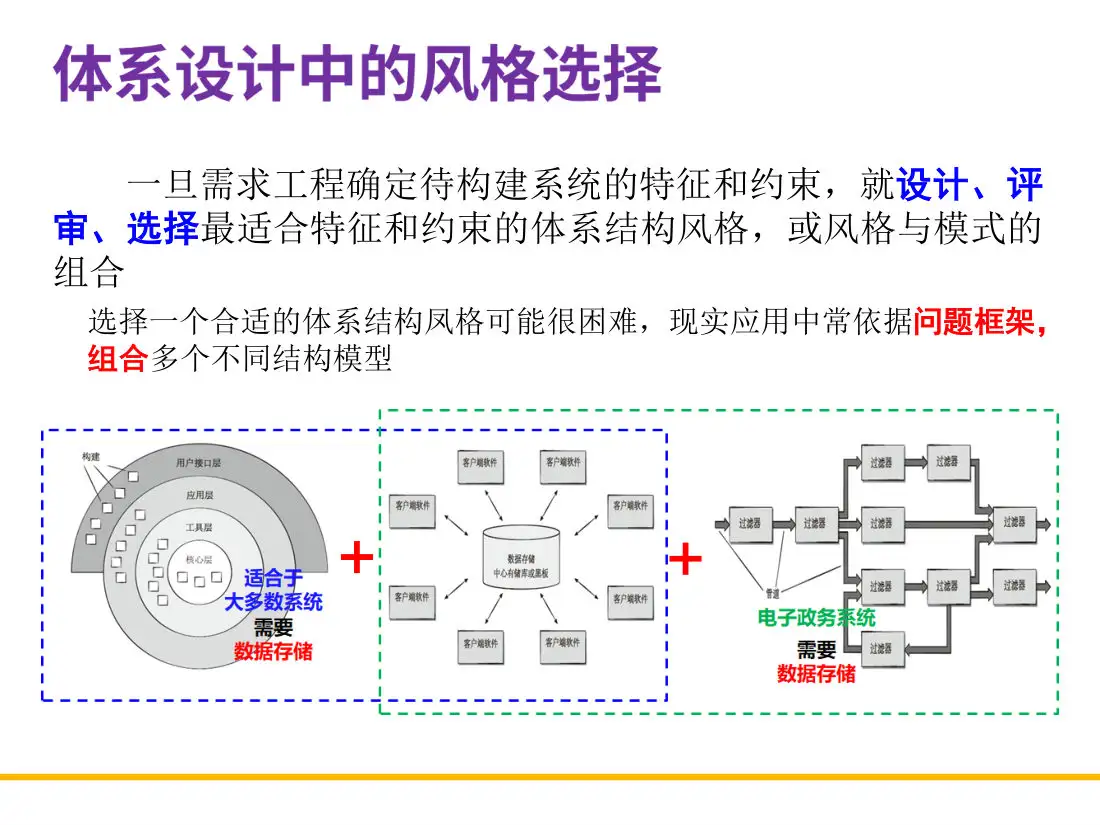 体系设计中的风格选择
一旦需求工程确定待构建系统的特征和约束，就设计、评
审、选择最适合特征和约束的体系结构风格，或风格与模式的
组合
选择一个合适的体系结构风格可能很困难，现实应用中常依据问题框架，
组合多个不同结构模型
构建
用户接口层
应用层
工具层
核心层
适合于
大多数系统
需要
数据存储
+
客户端软件
客户端软件
客户端软件
客户端软件
数据存储
中心有储库或黑板
客户端软件
客户端软件
客户端软件
客户端软件
+
过滤器
过滤器
过滤器
过滤器
过滤器
过滤器
管道
过滤器
过滤器
过滤器
过滤器
电子政务系统
需要
数据存储